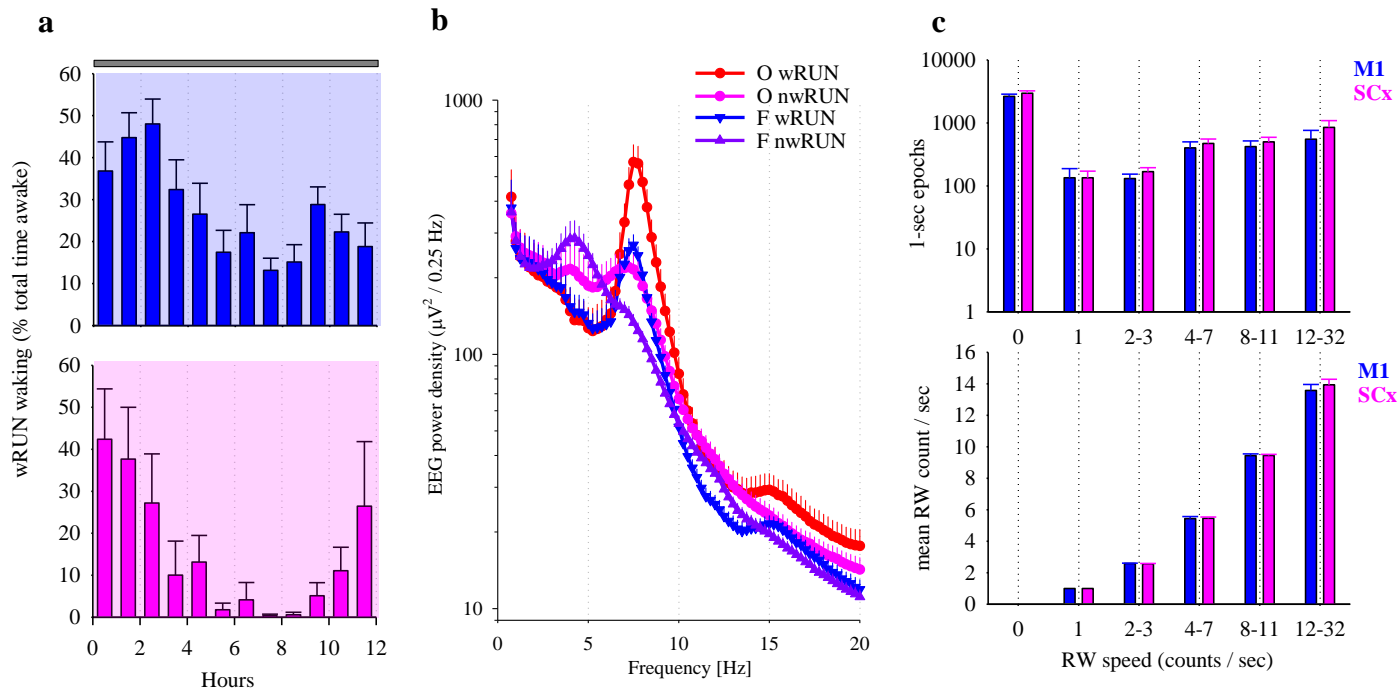 a
wRUN waking (% total time awake)
60
50
40
30
20
10
0
60
50
40
30
20
10
0
0 2 4 6 8 10 12
Hours
b
O wRUN
O nwRUN
F wRUN
F nwRUN
EEG power density (µV² / 0.25 Hz)
1000
100
10
0 5 10 15 20
Frequency [Hz]
c
M1
SCx
1-sec epochs
10000
1000
100
10
1
0 1 2-3 4-7 8-11 12-32
M1
SCx
mean RW count / sec
16
14
12
10
8
6
4
2
0
0 1 2-3 4-7 8-11 12-32
RW speed (counts / sec)